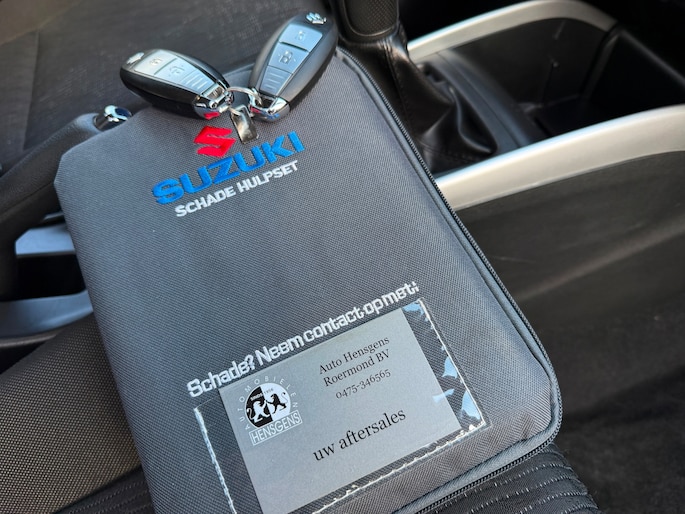 SUZUKI
SCHADE HULPSET
Schade? Neem contact op met:
Auto Hensgens
Roermond BV
0475-346565
HENSGENS
uw aftersales